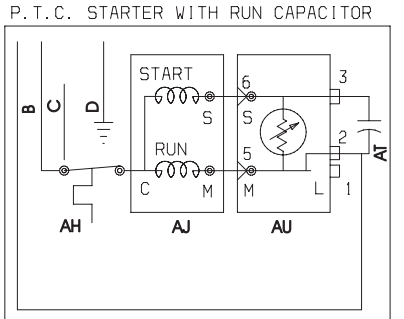 P.T.C. STARTER WITH RUN CAPACITOR
START
6
3
B
C
D
S
S
RUN
5
2
AT
C
M
M
L
1
AH
AJ
AU